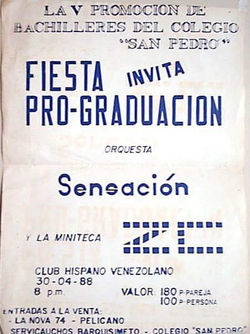 LA V PROMOCION DE
BACHILLERES DEL COLEGIO
"SAN PEDRO"
FIESTA INVITA
PRO-GRADUACION
ORQUESTA
Sensación
Y LA MINITECA ZC
CLUB HISPANO VENEZOLANO
30-04-88
8 p.m. VALOR: 180 P-PAREJA
100 P-PERSONA
ENTRADAS A LA VENTA:
- LA NOVA 74 - PELICANO
SERVICAUCHOS BARQUISIMETO - COLEGIO "SAN PEDRO"